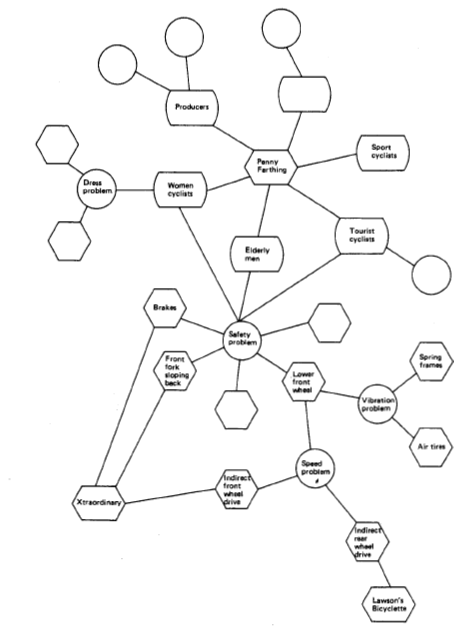 Producers
Penny
Farthing
Sport
cyclists
Dress
problem
Women
cyclists
Tourist
cyclists
Elderly
men
Brakes
Safety
problem
Front
fork
sloping
back
Lower
front
wheel
Spring
frames
Vibration
problem
Air tires
Speed
problem
Indirect
front
wheel
drive
Xtraordinary
Indirect
rear
wheel
drive
Lawson's
Bicyclette